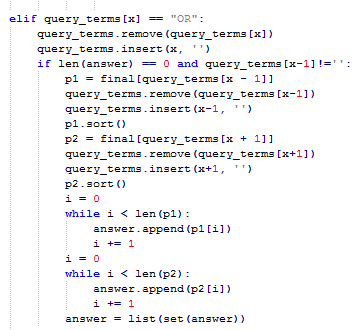 elif query_terms[x] == "OR":
query_terms.remove(query_terms[x])
query_terms.insert(x, '')
if len(answer) == 0 and query_terms[x-1]!='':
p1 = final[query_terms[x - 1]]
query_terms.remove(query_terms[x-1])
query_terms.insert(x-1, '')
p1.sort()
p2 = final[query_terms[x + 1]]
query_terms.remove(query_terms[x+1])
query_terms.insert(x+1, '')
p2.sort()
i = 0
while i < len(p1):
answer.append(p1[i])
i += 1
i = 0
while i < len(p2):
answer.append(p2[i])
i += 1
answer = list(set(answer))